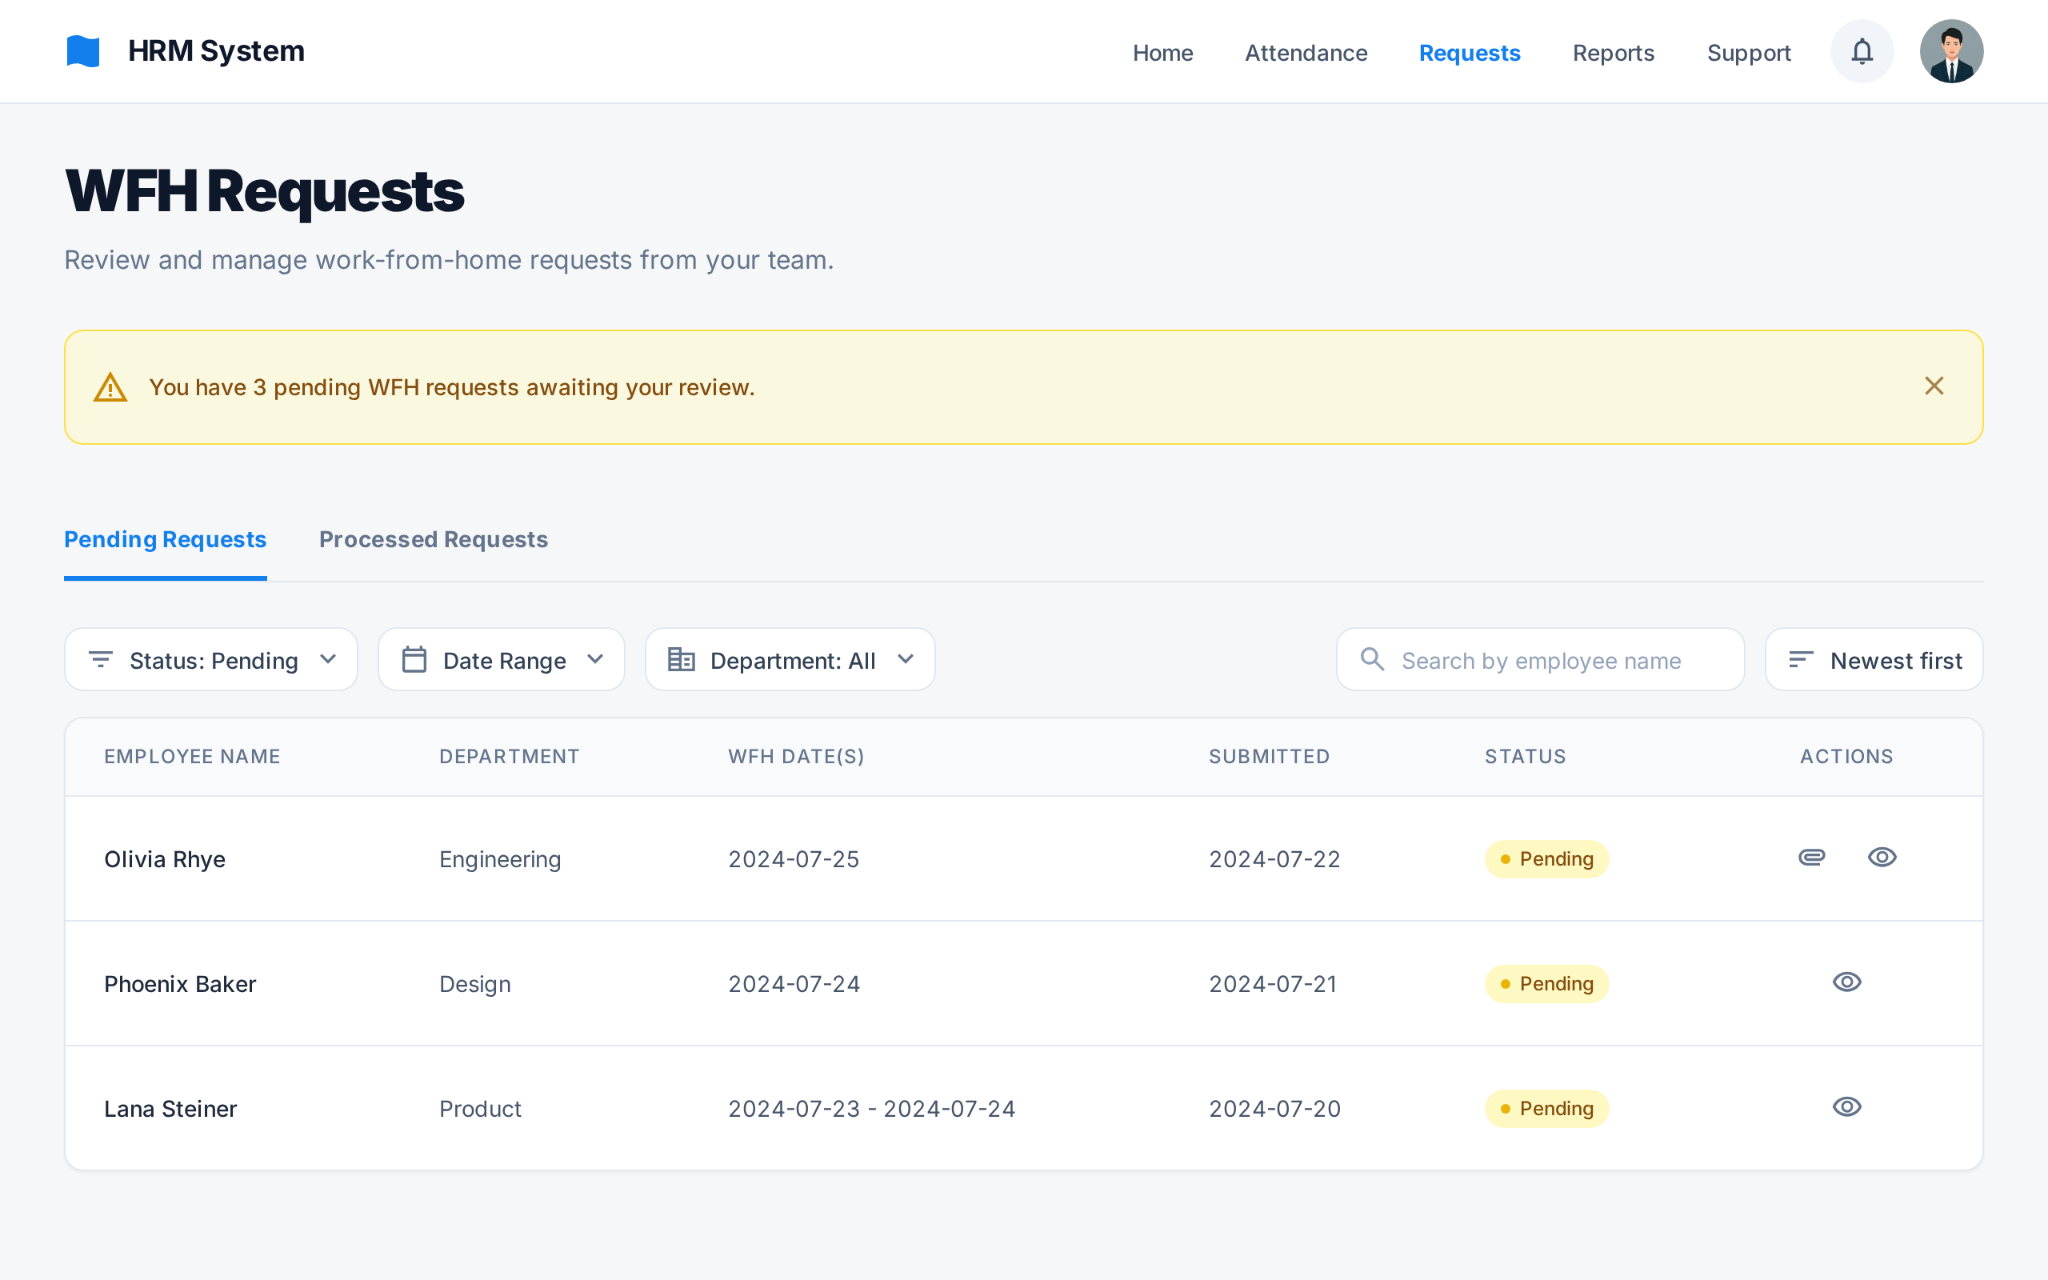 HRM System
Home
Attendance
Requests
Reports
Support
WFH Requests
Review and manage work-from-home requests from your team.
You have 3 pending WFH requests awaiting your review.
Pending Requests
Processed Requests
Status: Pending
Date Range
Department: All
Search by employee name
Newest first
EMPLOYEE NAME DEPARTMENT WFH DATE(S) SUBMITTED STATUS ACTIONS
Olivia Rhye Engineering 2024-07-25 2024-07-22 Pending
Phoenix Baker Design 2024-07-24 2024-07-21 Pending
Lana Steiner Product 2024-07-23 - 2024-07-24 2024-07-20 Pending